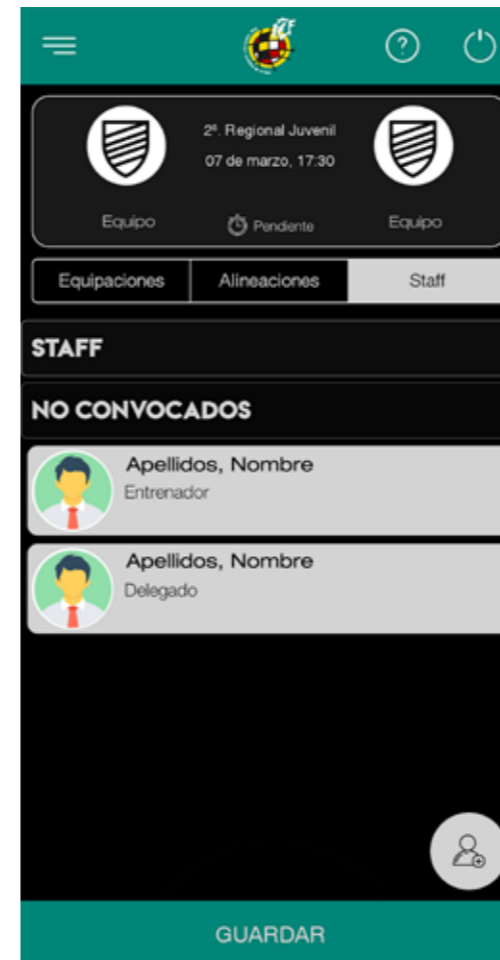 2ª. Regional Juvenil
07 de marzo, 17:30
Equipo
Pendiente
Equipo
Equipaciones
Alineaciones
Staff
STAFF
NO CONVOCADOS
Apellidos, Nombre
Entrenador
Apellidos, Nombre
Delegado
GUARDAR